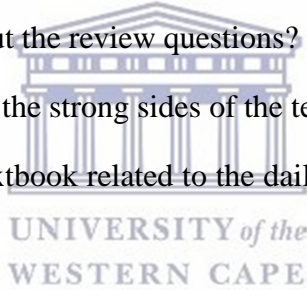 ut the review questions?
the strong sides of the te
xtbook related to the dail
UNIVERSITY of the
WESTERN CAPE